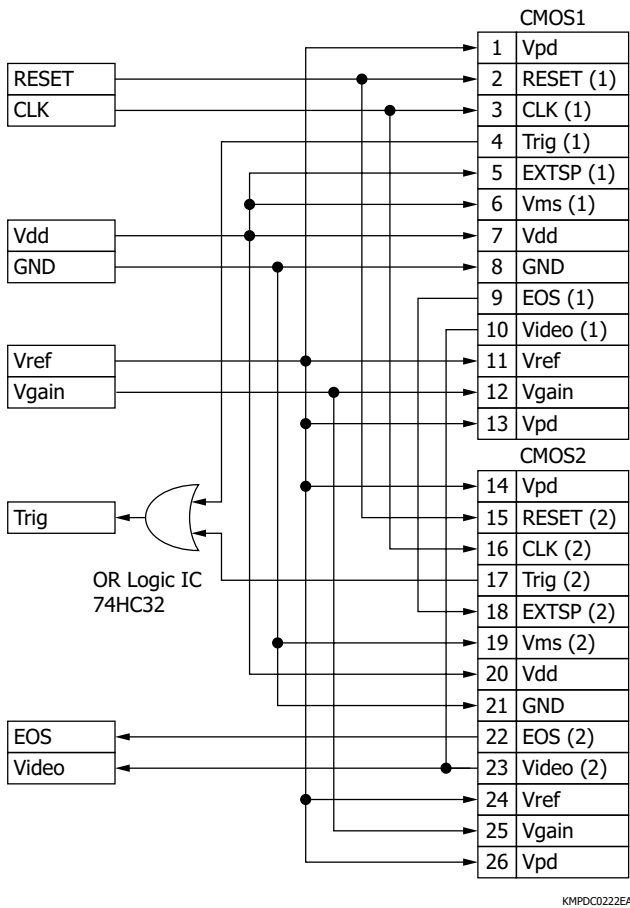 CMOS1
1 Vpd
RESET 2 RESET (1)
CLK 3 CLK (1)
4 Trig (1)
5 EXTSP (1)
6 Vms (1)
Vdd 7 Vdd
GND 8 GND
9 EOS (1)
10 Video (1)
Vref 11 Vref
Vgain 12 Vgain
13 Vpd
CMOS2
14 Vpd
Trig 15 RESET (2)
16 CLK (2)
OR Logic IC 17 Trig (2)
74HC32 18 EXTSP (2)
19 Vms (2)
20 Vdd
21 GND
EOS 22 EOS (2)
Video 23 Video (2)
24 Vref
25 Vgain
26 Vpd
KMPDC0222EA